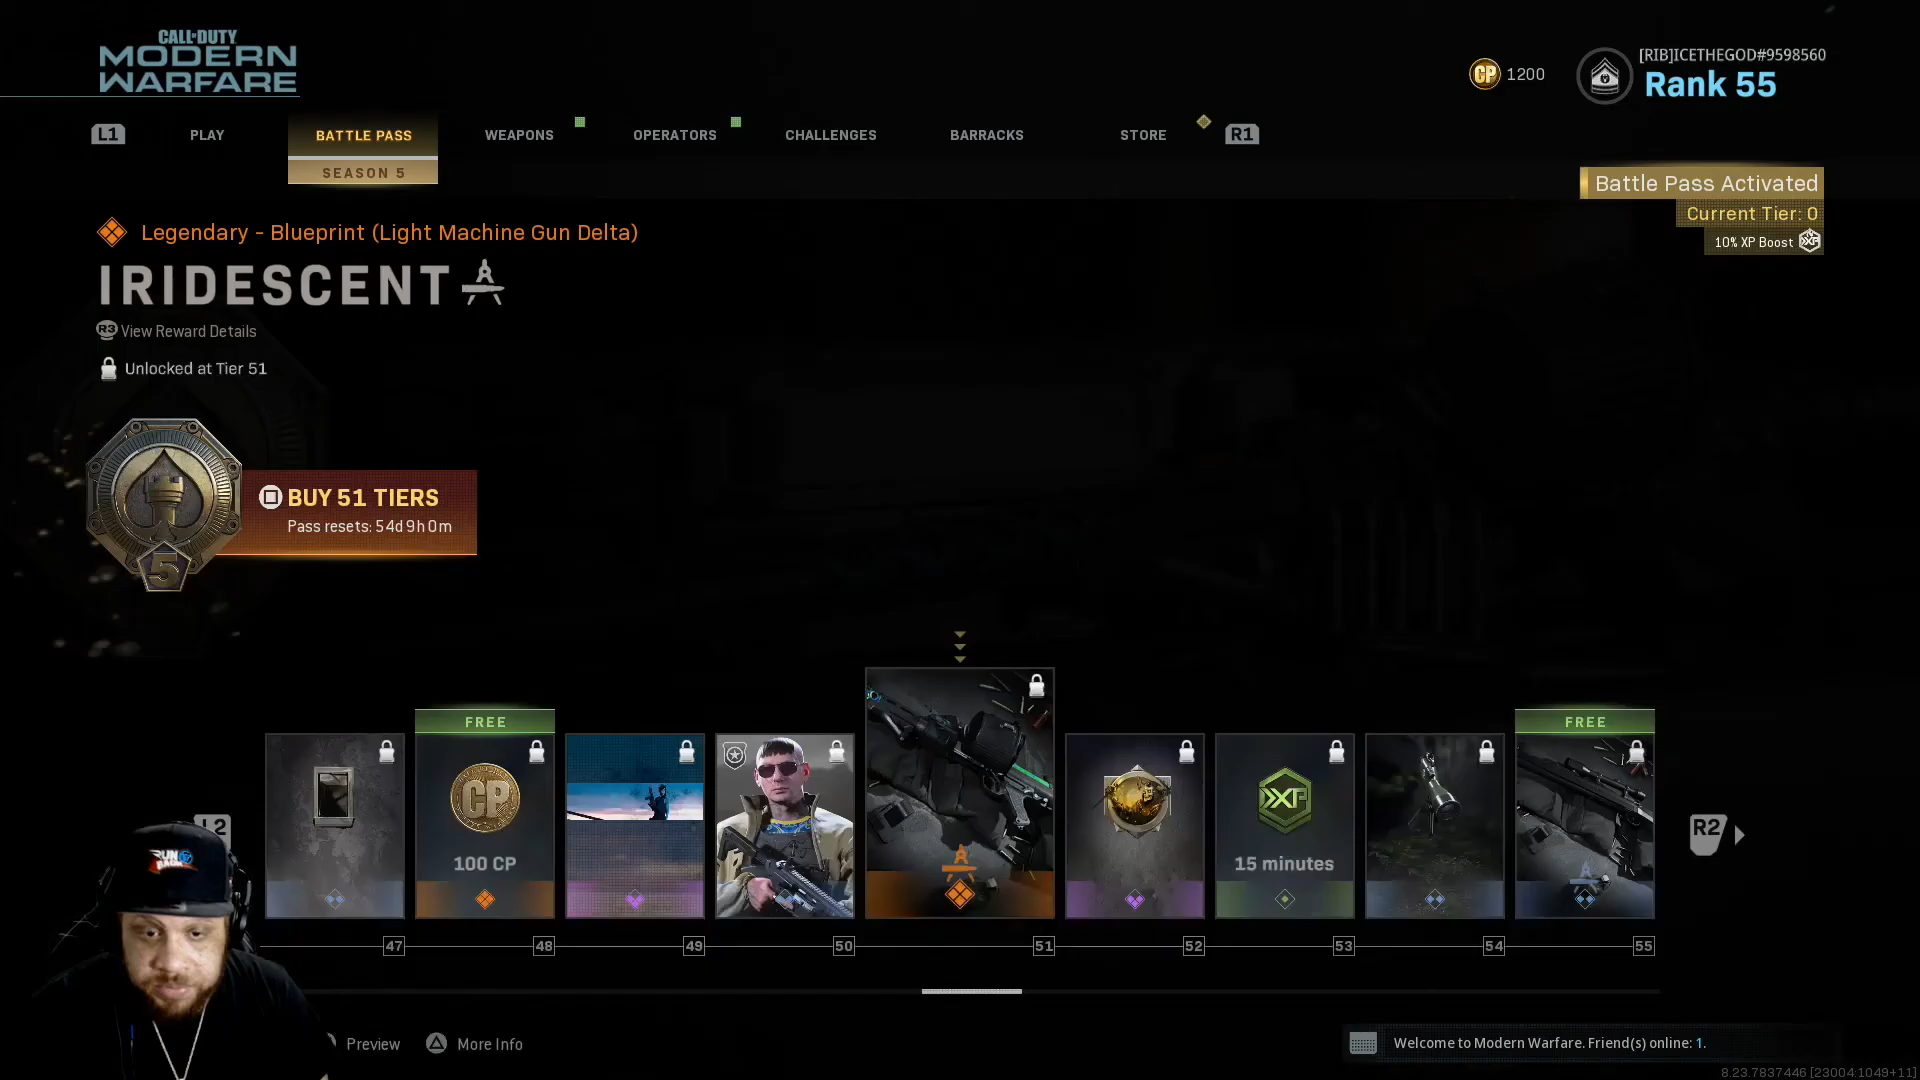 CALL OF DUTY
MODERN
WARFARE
CP 1200
[RIB]ICETHEGOD#9598560
Rank 55
L1
PLAY
BATTLE PASS
WEAPONS
OPERATORS
CHALLENGES
BARRACKS
STORE
R1
SEASON 5
Battle Pass Activated
Current Tier: 0
10% XP Boost
Legendary - Blueprint (Light Machine Gun Delta)
IRIDESCENT
R3 View Reward Details
Unlocked at Tier 51
BUY 51 TIERS
Pass resets: 54d 9h 0m
5
FREE
FREE
CP
100 CP
2XP
15 minutes
L2
R2
47
48
49
50
51
52
53
54
55
Preview
More Info
Welcome to Modern Warfare. Friend(s) online: 1.
8.23.7837446 [23004:1049+11]